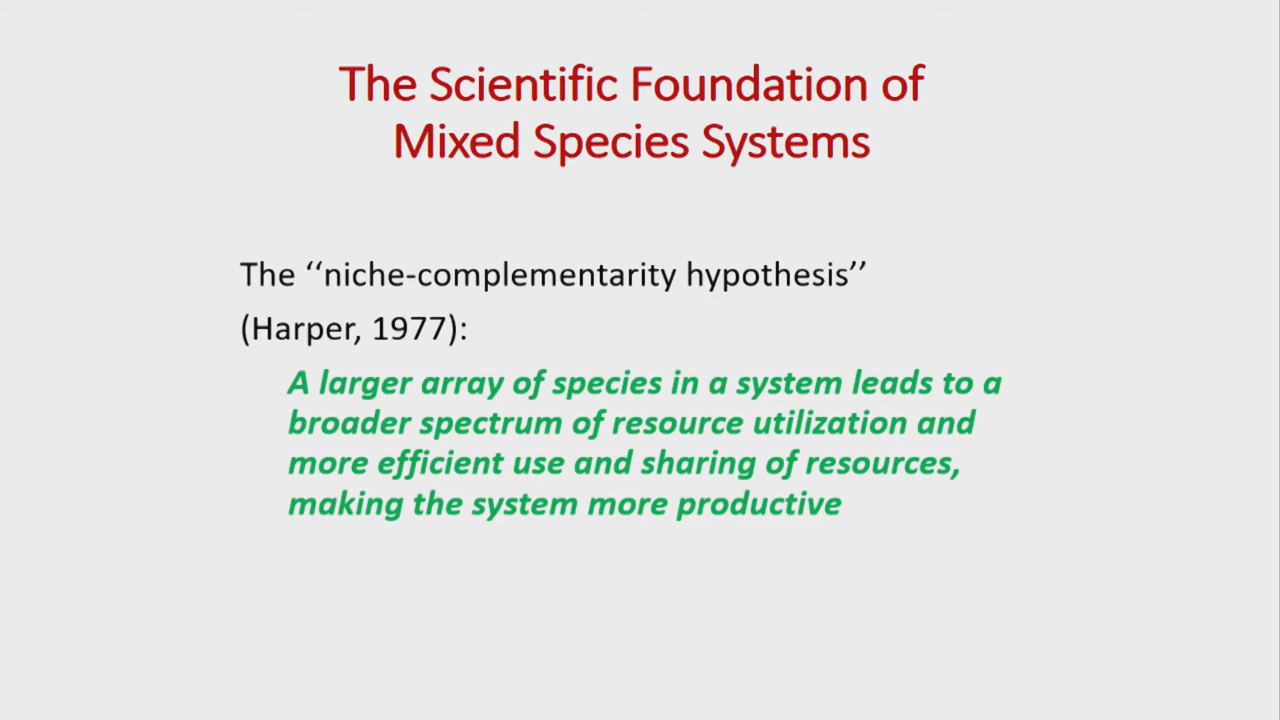 The Scientific Foundation of
Mixed Species Systems
The ‘‘niche-complementarity hypothesis’’
(Harper, 1977):
A larger array of species in a system leads to a
broader spectrum of resource utilization and
more efficient use and sharing of resources,
making the system more productive